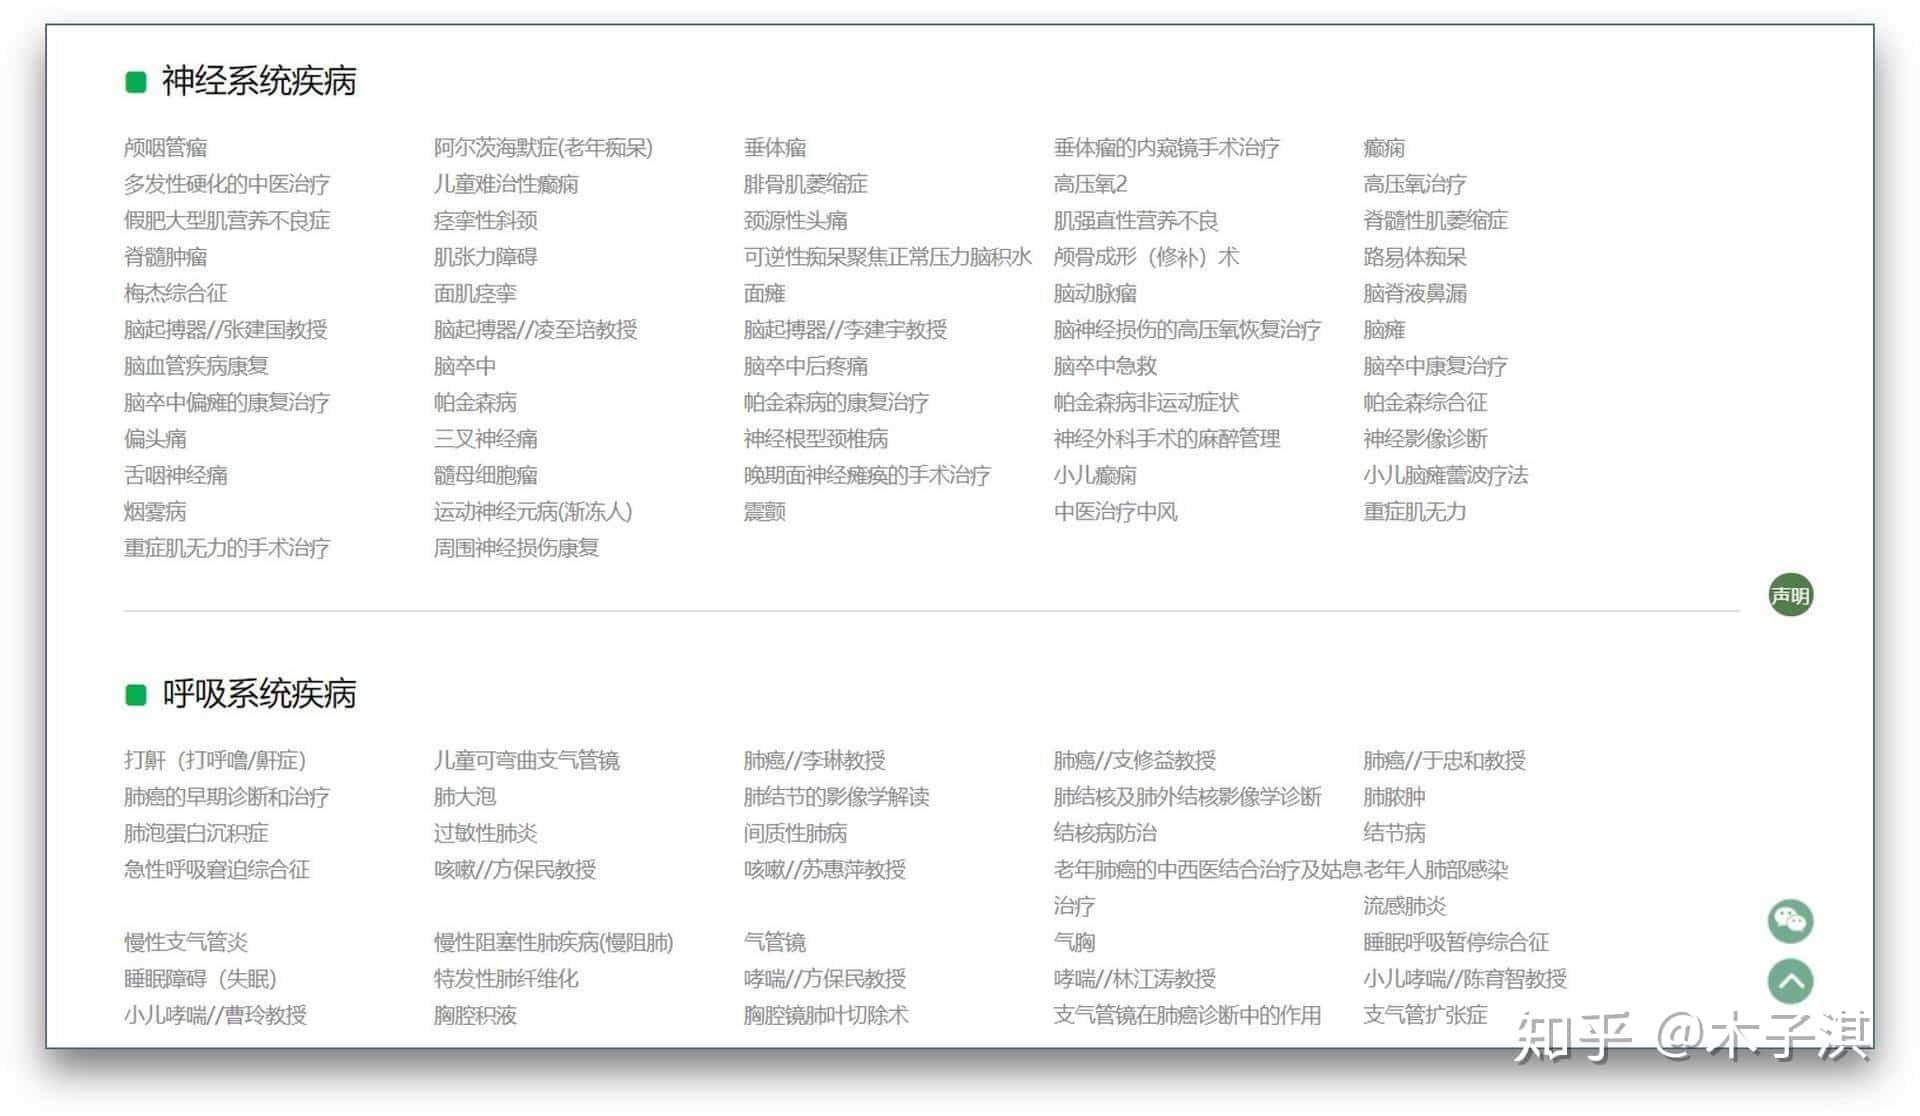 神经系统疾病
颅咽管瘤 阿尔茨海默症(老年痴呆) 垂体瘤 垂体瘤的内窥镜手术治疗 癫痫
多发性硬化的中医治疗 儿童难治性癫痫 腓骨肌萎缩症 高压氧2 高压氧治疗
假肥大型肌营养不良症 痉挛性斜颈 颈源性头痛 肌强直性营养不良 脊髓性肌萎缩症
脊髓肿瘤 肌张力障碍 可逆性痴呆聚焦正常压力脑积水 颅骨成形（修补）术 路易体痴呆
梅杰综合征 面肌痉挛 面瘫 脑动脉瘤 脑脊液鼻漏
脑起搏器//张建国教授 脑起搏器//凌至培教授 脑起搏器//李建宇教授 脑神经损伤的高压氧恢复治疗 脑瘫
脑血管疾病康复 脑卒中 脑卒中后疼痛 脑卒中急救 脑卒中康复治疗
脑卒中偏瘫的康复治疗 帕金森病 帕金森病的康复治疗 帕金森病非运动症状 帕金森综合征
偏头痛 三叉神经痛 神经根型颈椎病 神经外科手术的麻醉管理 神经影像诊断
舌咽神经痛 髓母细胞瘤 晚期面神经瘫痪的手术治疗 小儿癫痫 小儿脑瘫蕾波疗法
烟雾病 运动神经元病(渐冻人) 震颤 中医治疗中风 重症肌无力
重症肌无力的手术治疗 周围神经损伤康复
声明
呼吸系统疾病
打鼾（打呼噜/鼾症） 儿童可弯曲支气管镜 肺癌//李琳教授 肺癌//支修益教授 肺癌//于忠和教授
肺癌的早期诊断和治疗 肺大泡 肺结节的影像学解读 肺结核及肺外结核影像学诊断 肺脓肿
肺泡蛋白沉积症 过敏性肺炎 间质性肺病 结核病防治 结节病
急性呼吸窘迫综合征 咳嗽//方保民教授 咳嗽//苏惠萍教授 老年肺癌的中西医结合治疗及姑息 老年人肺部感染
治疗 流感肺炎
慢性支气管炎 慢性阻塞性肺疾病(慢阻肺) 气管镜 气胸 睡眠呼吸暂停综合征
睡眠障碍（失眠） 特发性肺纤维化 哮喘//方保民教授 哮喘//林江涛教授 小儿哮喘//陈育智教授
小儿哮喘//曹玲教授 胸腔积液 胸腔镜肺叶切除术 支气管镜在肺癌诊断中的作用 支气管扩张症
知乎 @木子淇